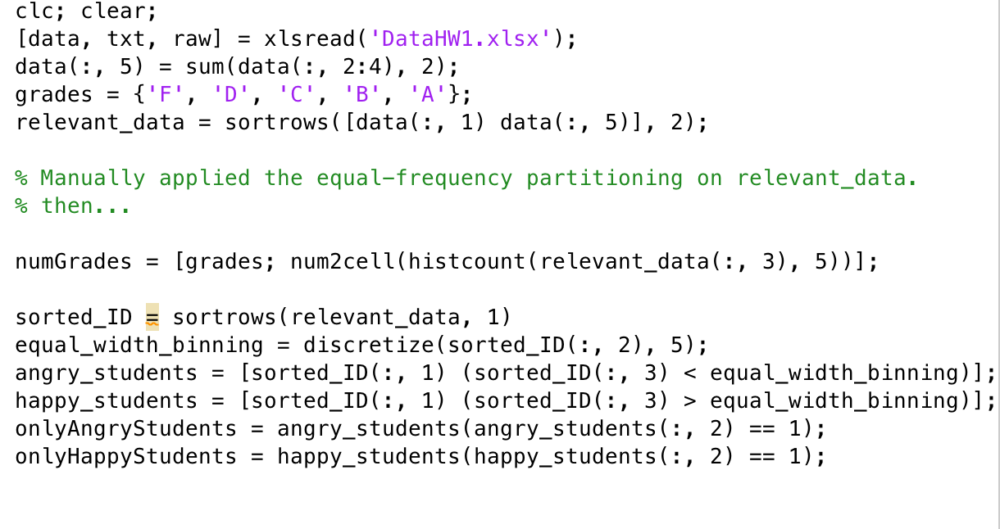 clc; clear;
[data, txt, raw] = xlsread('DataHW1.xlsx');
data(:, 5) = sum(data(:, 2:4), 2);
grades = {'F', 'D', 'C', 'B', 'A'};
relevant_data = sortrows([data(:, 1) data(:, 5)], 2);
% Manually applied the equal-frequency partitioning on relevant_data.
% then...
numGrades = [grades; num2cell(histcount(relevant_data(:, 3), 5))];
sorted_ID = sortrows(relevant_data, 1)
equal_width_binning = discretize(sorted_ID(:, 2), 5);
angry_students = [sorted_ID(:, 1) (sorted_ID(:, 3) < equal_width_binning)];
happy_students = [sorted_ID(:, 1) (sorted_ID(:, 3) > equal_width_binning)];
onlyAngryStudents = angry_students(angry_students(:, 2) == 1);
onlyHappyStudents = happy_students(happy_students(:, 2) == 1);